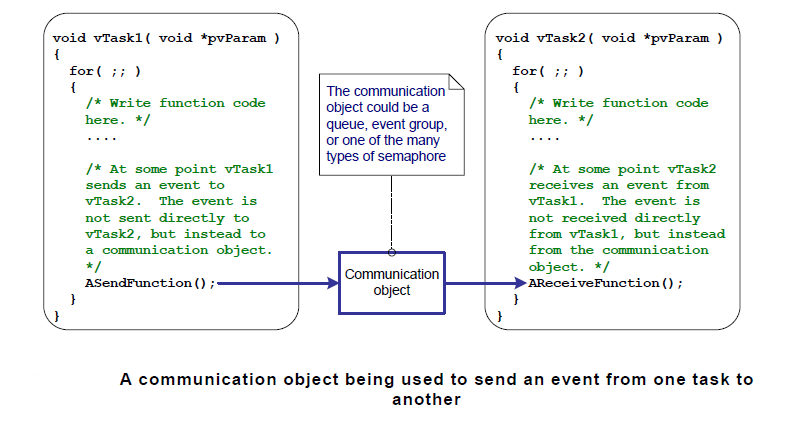 void vTask1( void *pvParam )
{
for( ;; )
{
/* Write function code
here. */
....
/* At some point vTask1
sends an event to
vTask2.  The event is
not sent directly to
vTask2, but instead to
a communication object.
*/
ASendFunction();
}
}
The communication
object could be a
queue, event group,
or one of the many
types of semaphore
Communication
object
void vTask2( void *pvParam )
{
for( ;; )
{
/* Write function code
here. */
....
/* At some point vTask2
receives an event from
vTask1.  The event is
not received directly
from vTask1, but instead
from the communication
object. */
AReceiveFunction();
}
}
A communication object being used to send an event from one task to
another